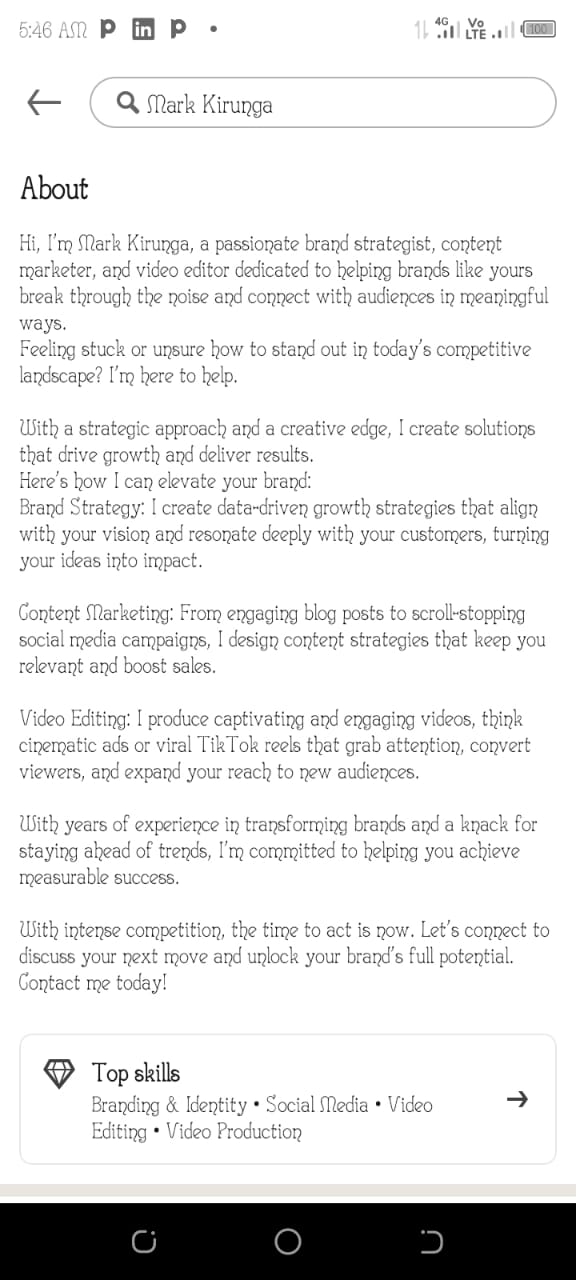 5:46 AM P in P •
4G Vo LTE 100
Mark Kirunga
About
Hi, I'm Mark Kirunga, a passionate brand strategist, content
marketer, and video editor dedicated to helping brands like yours
break through the noise and connect with audiences in meaningful
ways.
Feeling stuck or unsure how to stand out in today's competitive
landscape? I'm here to help.
With a strategic approach and a creative edge, I create solutions
that drive growth and deliver results.
Here's how I can elevate your brand:
Brand Strategy: I create data-driven growth strategies that align
with your vision and resonate deeply with your customers, turning
your ideas into impact.
Content Marketing: From engaging blog posts to scroll-stopping
social media campaigns, I design content strategies that keep you
relevant and boost sales.
Video Editing: I produce captivating and engaging videos, think
cinematic ads or viral TikTok reels that grab attention, convert
viewers, and expand your reach to new audiences.
With years of experience in transforming brands and a knack for
staying ahead of trends, I'm committed to helping you achieve
measurable success.
With intense competition, the time to act is now. Let's connect to
discuss your next move and unlock your brand's full potential.
Contact me today!
Top skills
Branding & Identity • Social Media • Video
Editing • Video Production